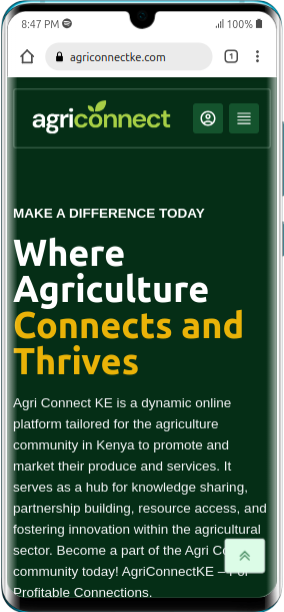 8:47 PM
100%
agriconnectke.com
1
agriconnect
MAKE A DIFFERENCE TODAY
Where
Agriculture
Connects and
Thrives
Agri Connect KE is a dynamic online
platform tailored for the agriculture
community in Kenya to promote and
market their produce and services. It
serves as a hub for knowledge sharing,
partnership building, resource access, and
fostering innovation within the agricultural
sector. Become a part of the Agri
community today! AgriConnectKE –
Profitable Connections.